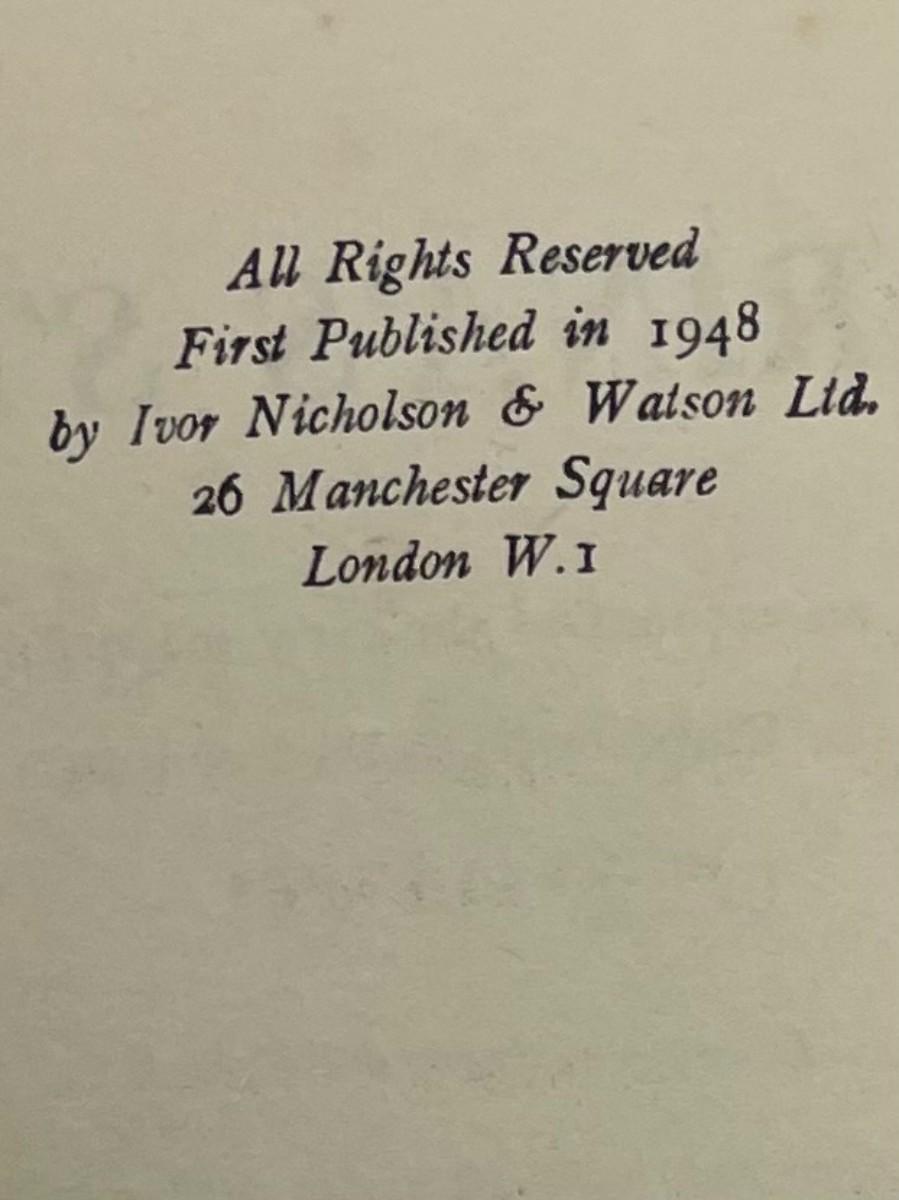 All Rights Reserved
First Published in 1948
by Ivor Nicholson & Watson Ltd.
26 Manchester Square
London W.1